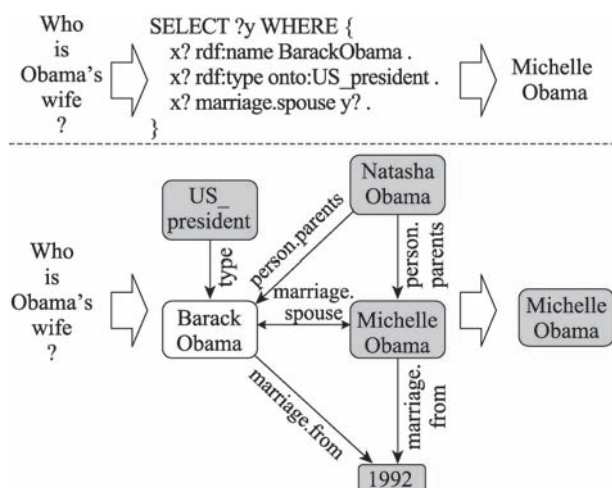 Who
is
Obama's
wife
?
SELECT ?y WHERE {
x? rdf:name BarackObama .
x? rdf:type onto:US_president .
x? marriage.spouse y? .
}
Michelle
Obama
Who
is
Obama's
wife
?
US_
president
Natasha
Obama
type
person.parents
person.
parents
marriage.
spouse
Barack
Obama
Michelle
Obama
marriage.from
marriage.
from
1992
Michelle
Obama